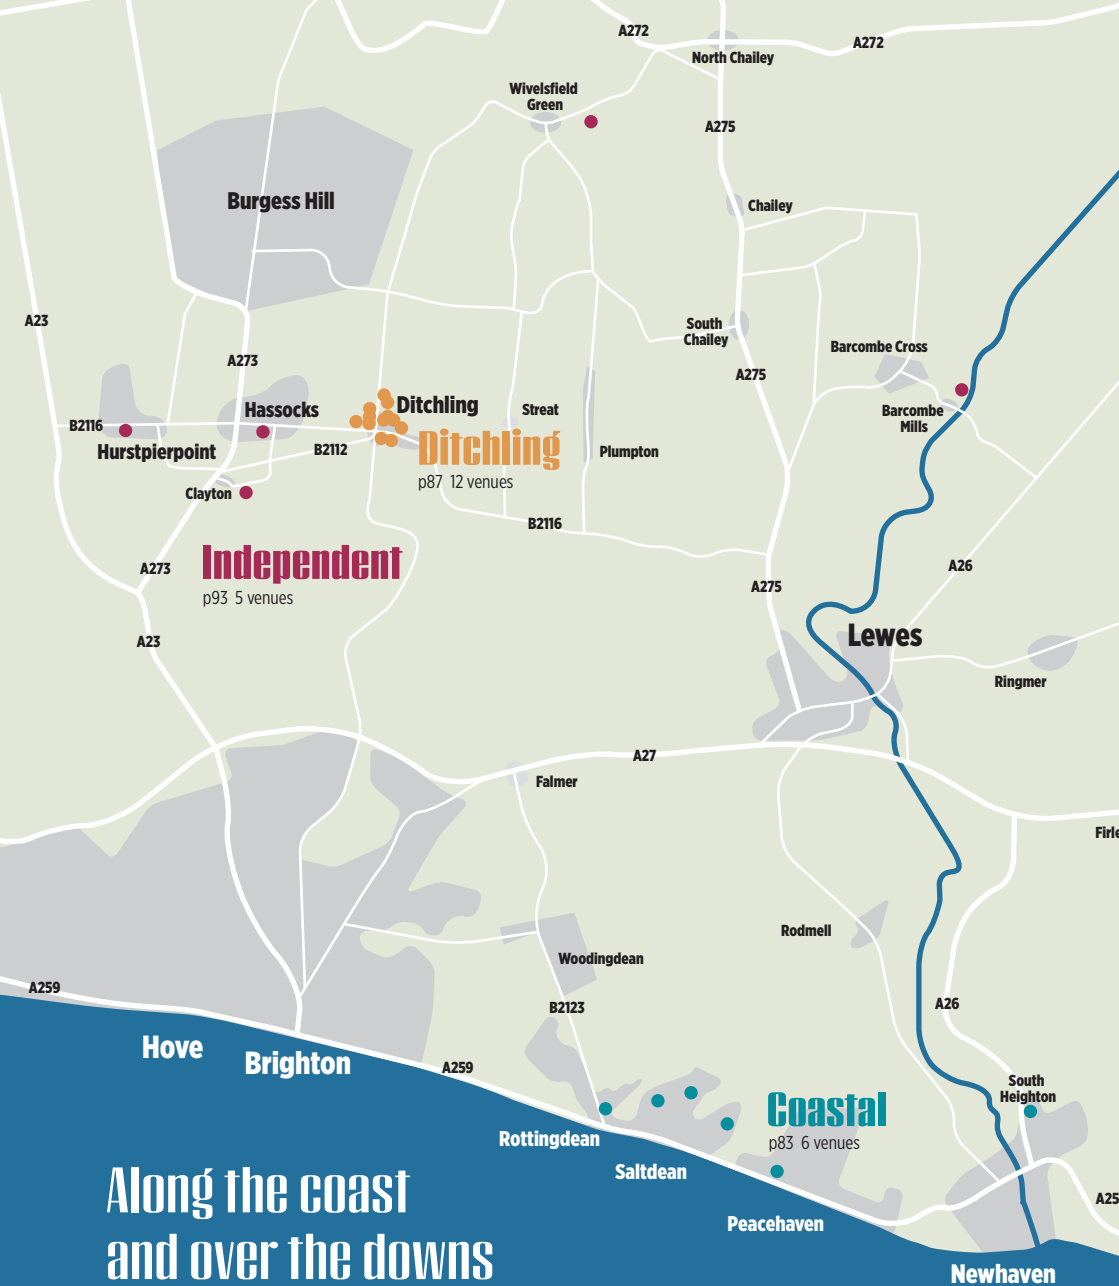 A272
North Chailey
A272
Wivelsfield
Green
A275
Burgess Hill
Chailey
A23
South
Chailey
Barcombe Cross
A273
A275
Hassocks
Ditchling
Streat
Barcombe
Mills
B2116
Hurstpierpoint
B2112
Ditchling
p87 12 venues
Plumpton
Clayton
B2116
Independent
p93 5 venues
A273
A26
A275
A23
Lewes
Ringmer
A27
Falmer
Firle
Rodmell
Woodingdean
A259
B2123
A26
Hove
Brighton
A259
South
Heighton
Coastal
p83 6 venues
Rottingdean
Saltdean
Peacehaven
A25
Along the coast
and over the downs
Newhaven